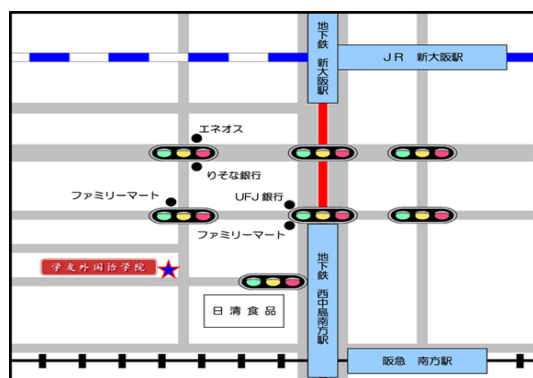 地下鉄 新大阪駅
JR 新大阪駅
エネオス
りそな銀行
ファミリーマート
UFJ銀行
ファミリーマート
学友外国语学院
地下鉄 西中島南方駅
日清食品
阪急 南方駅